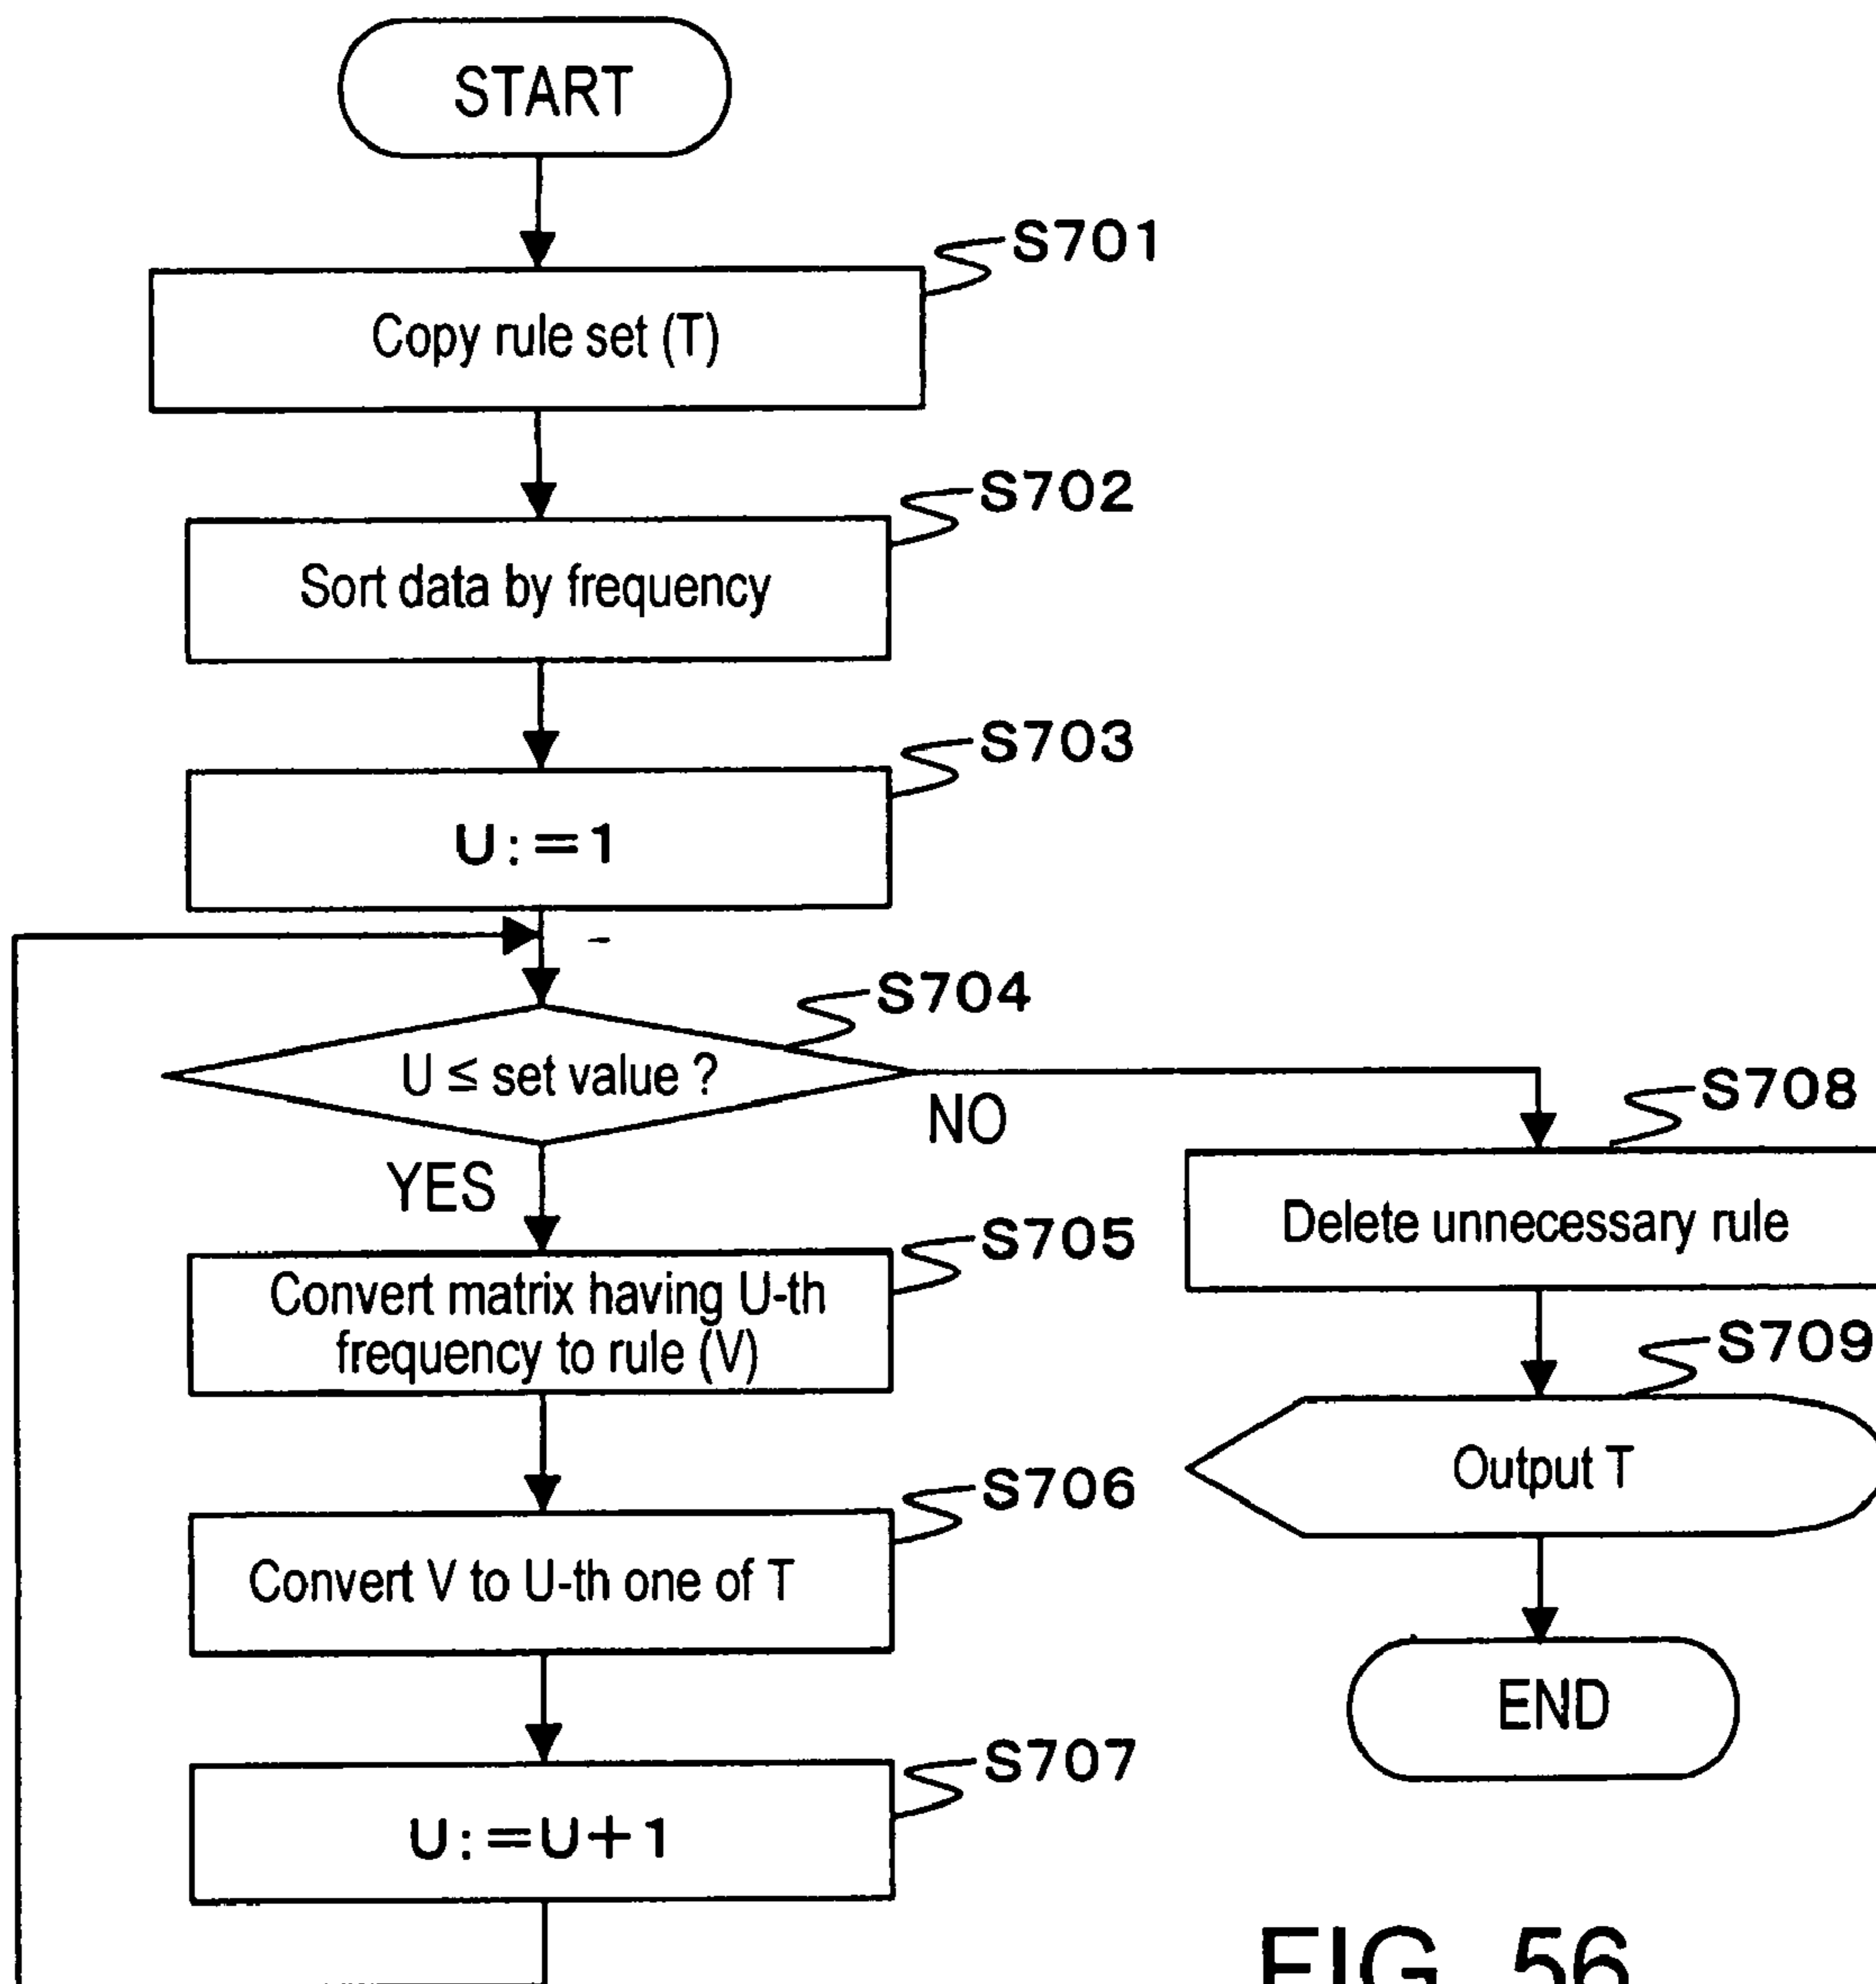 START
S701
Copy rule set (T)
S702
Sort data by frequency
S703
U:=1
S704
U ≤ set value ?
NO
YES
S705
Convert matrix having U-th
frequency to rule (V)
S706
Convert V to U-th one of T
S707
U:=U+1
S708
Delete unnecessary rule
S709
Output T
END
FIG. 56